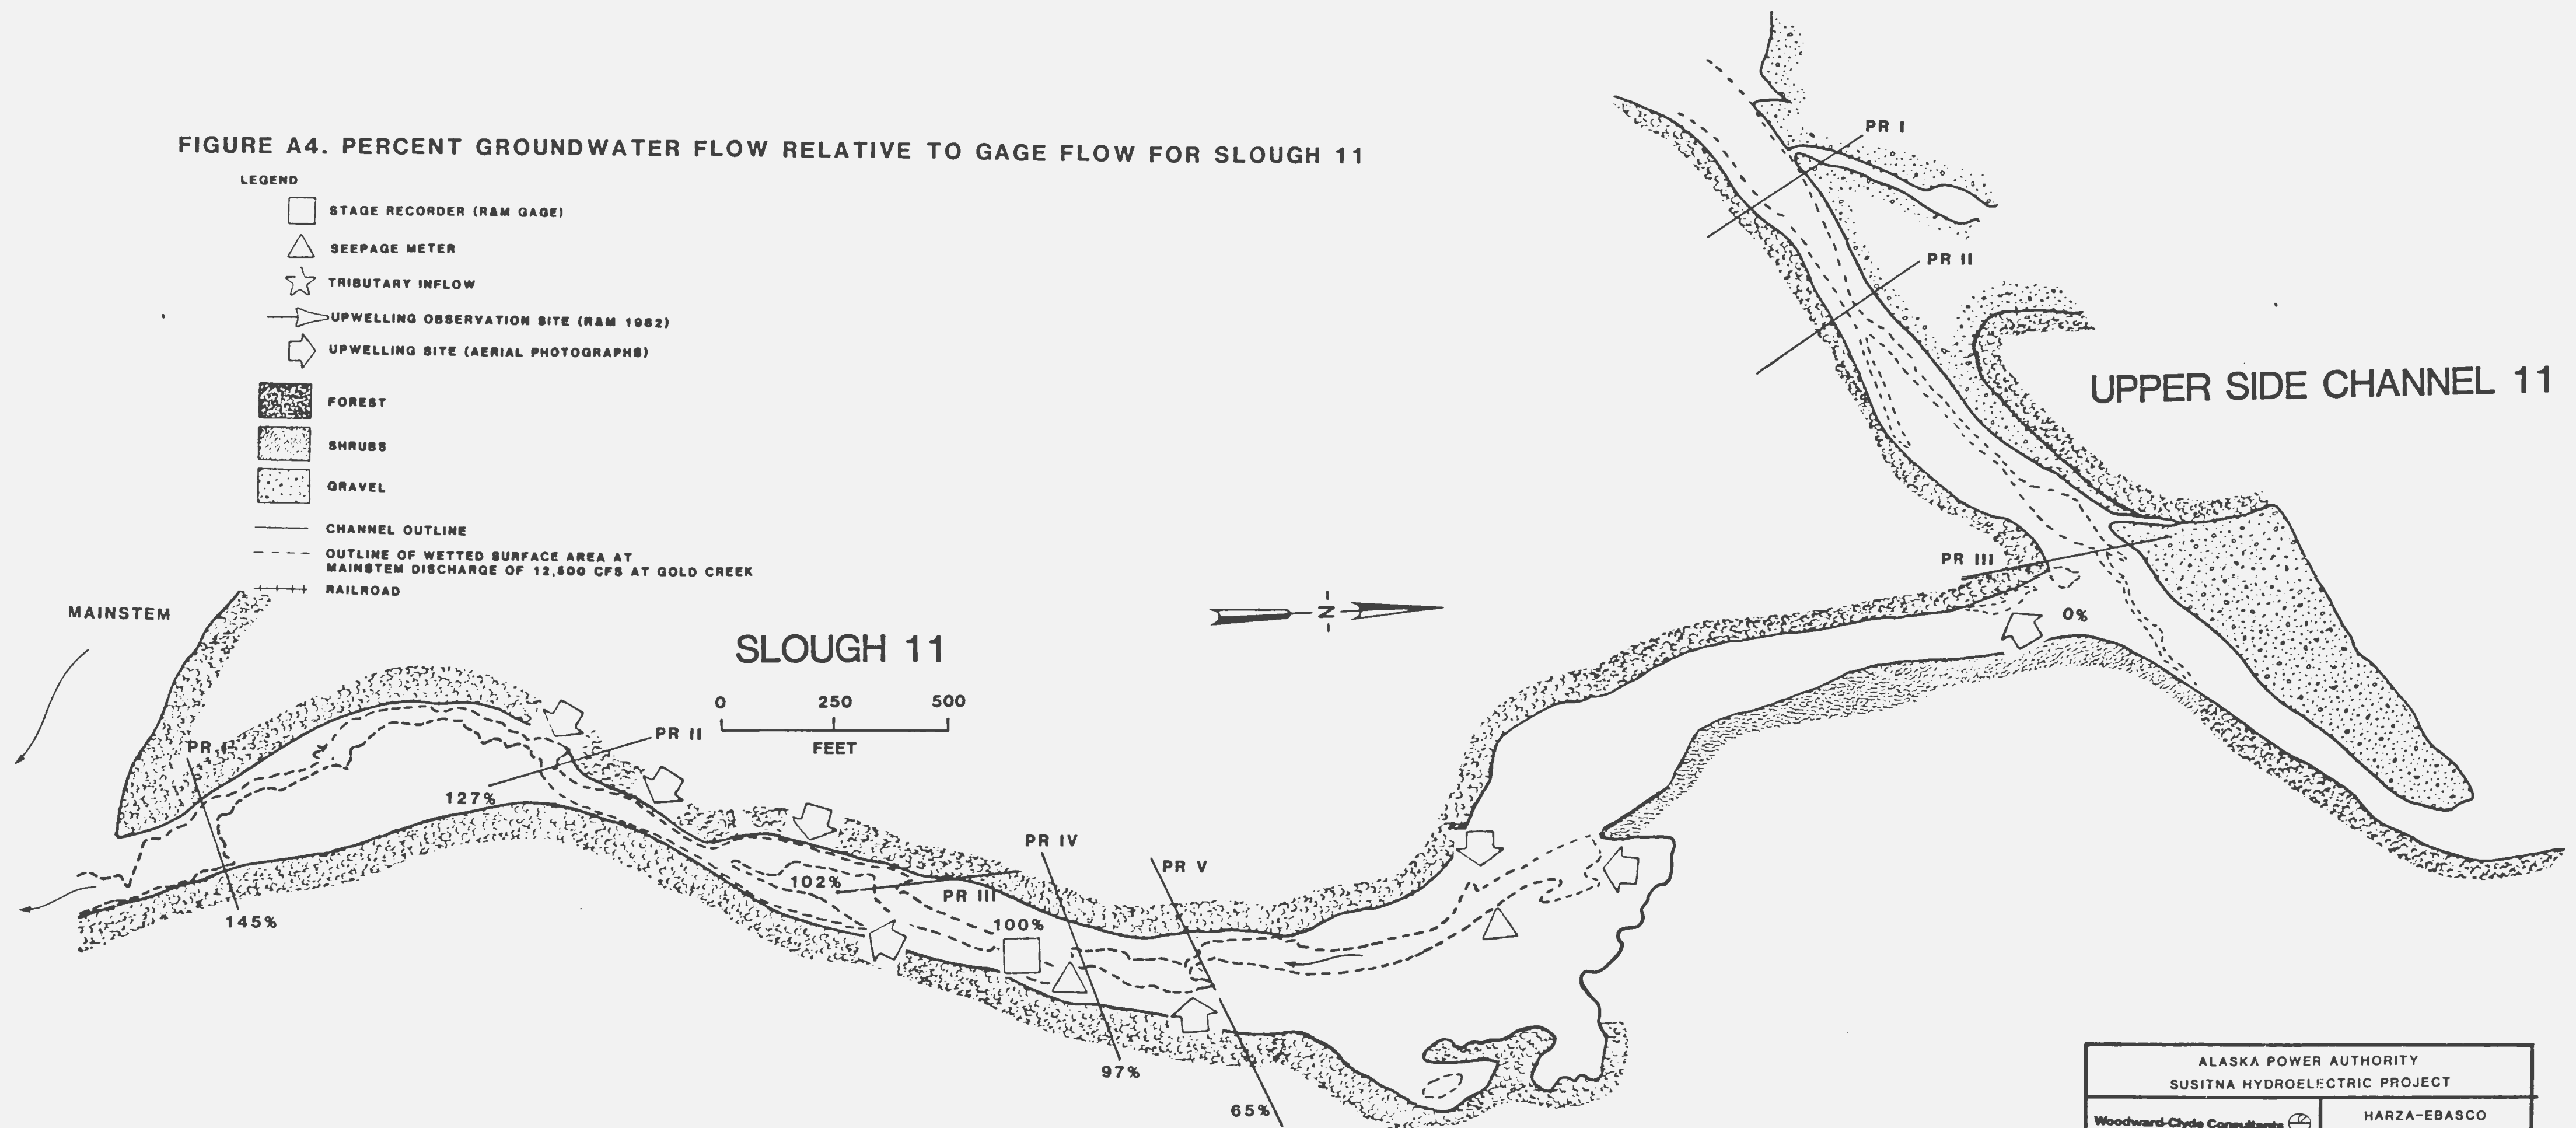 FIGURE A4. PERCENT GROUNDWATER FLOW RELATIVE TO GAGE FLOW FOR SLOUGH 11
LEGEND
STAGE RECORDER (R&M GAGE)
SEEPAGE METER
TRIBUTARY INFLOW
UPWELLING OBSERVATION SITE (R&M 1982)
UPWELLING SITE (AERIAL PHOTOGRAPHS)
FOREST
SHRUBS
GRAVEL
CHANNEL OUTLINE
OUTLINE OF WETTED SURFACE AREA AT
MAINSTEM DISCHARGE OF 12,500 CFS AT GOLD CREEK
RAILROAD
PR I
PR II
UPPER SIDE CHANNEL 11
PR III
0%
MAINSTEM
N
SLOUGH 11
0 250 500
FEET
PR I
PR II
127%
145%
102%
PR III
100%
PR IV
PR V
97%
65%
ALASKA POWER AUTHORITY
SUSITNA HYDROELECTRIC PROJECT
Woodward-Clyde Consultants
HARZA-EBASCO